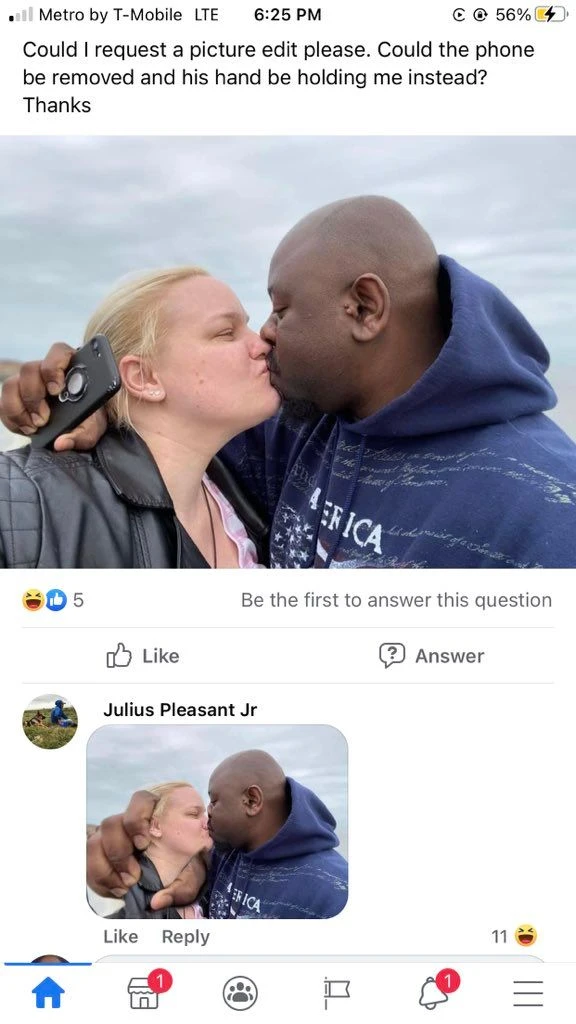 Metro by T-Mobile LTE 6:25 PM 56%
Could I request a picture edit please. Could the phone
be removed and his hand be holding me instead?
Thanks
AMERICA
5 Be the first to answer this question
Like Answer
Julius Pleasant Jr
ERICA
Like Reply 11
1 1